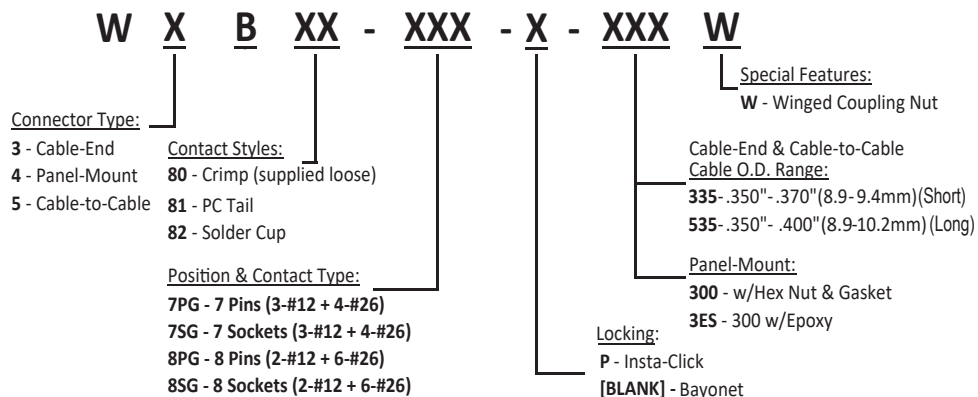 W X B XX - XXX - X - XXX W
Special Features:
W - Winged Coupling Nut
Connector Type:
3 - Cable-End
4 - Panel-Mount
5 - Cable-to-Cable
Contact Styles:
80 - Crimp (supplied loose)
81 - PC Tail
82 - Solder Cup
Cable-End & Cable-to-Cable
Cable O.D. Range:
335-.350"-.370"(8.9-9.4mm)(Short)
535-.350"- .400"(8.9-10.2mm)(Long)
Position & Contact Type:
7PG - 7 Pins (3-#12 + 4-#26)
7SG - 7 Sockets (3-#12 + 4-#26)
8PG - 8 Pins (2-#12 + 6-#26)
8SG - 8 Sockets (2-#12 + 6-#26)
Panel-Mount:
300 - w/Hex Nut & Gasket
3ES - 300 w/Epoxy
Locking:
P - Insta-Click
[BLANK] - Bayonet